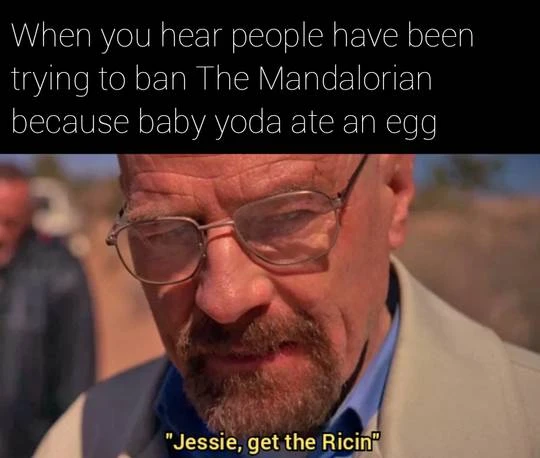 When you hear people have been
trying to ban The Mandalorian
because baby yoda ate an egg
"Jessie, get the Ricin"